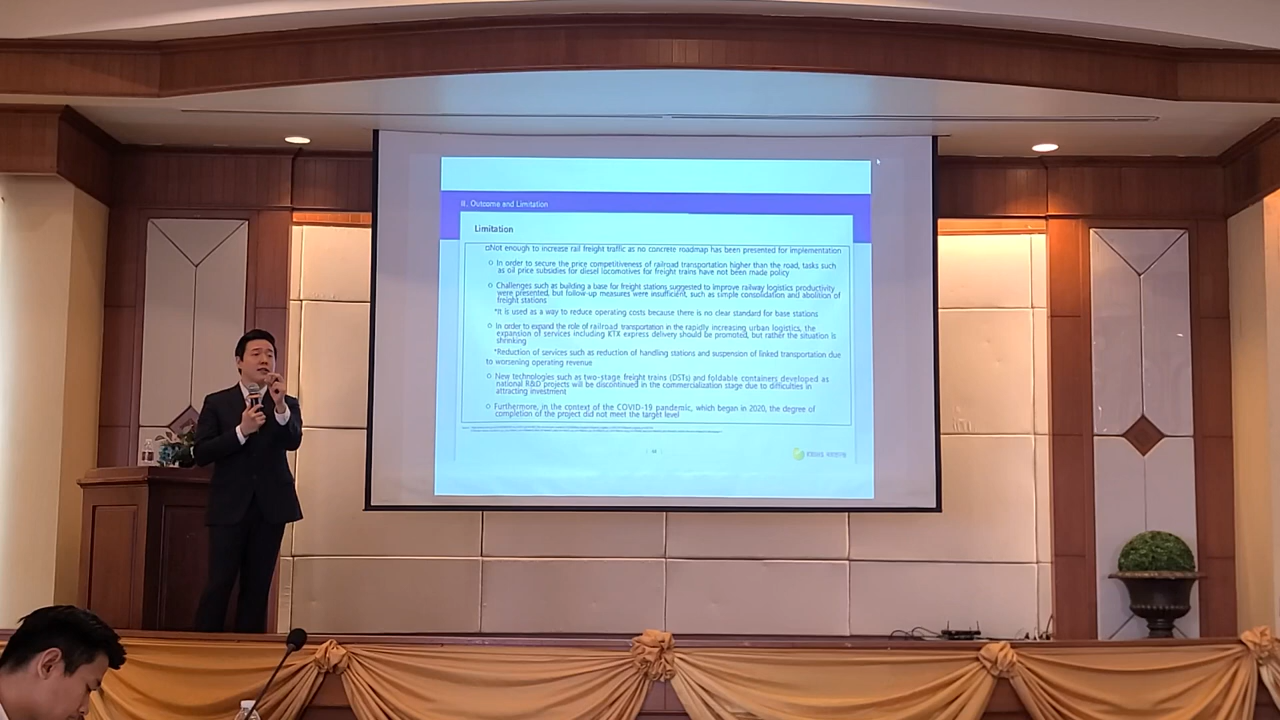 II. Outcome and Limitation
Limitation
□Not enough to increase rail freight traffic as no concrete roadmap has been presented for implementation
○ In order to secure the price competitiveness of railroad transportation higher than the road, tasks such
as oil price subsidies for diesel locomotives for freight trains have not been made policy
○ Challenges such as building a base for freight stations suggested to improve railway logistics productivity
were presented, but follow-up measures were insufficient, such as simple consolidation and abolition of
freight stations
*It is used as a way to reduce operating costs because there is no clear standard for base stations
○ In order to expand the role of railroad transportation in the rapidly increasing urban logistics, the
expansion of services including KTX express delivery should be promoted, but rather the situation is
shrinking
*Reduction of services such as reduction of handling stations and suspension of linked transportation due
to worsening operating revenue
○ New technologies such as two-stage freight trains (DSTs) and foldable containers developed as
national R&D projects will be discontinued in the commercialization stage due to difficulties in
attracting investment
○ Furthermore, in the context of the COVID-19 pandemic, which began in 2020, the degree of
completion of the project did not meet the target level